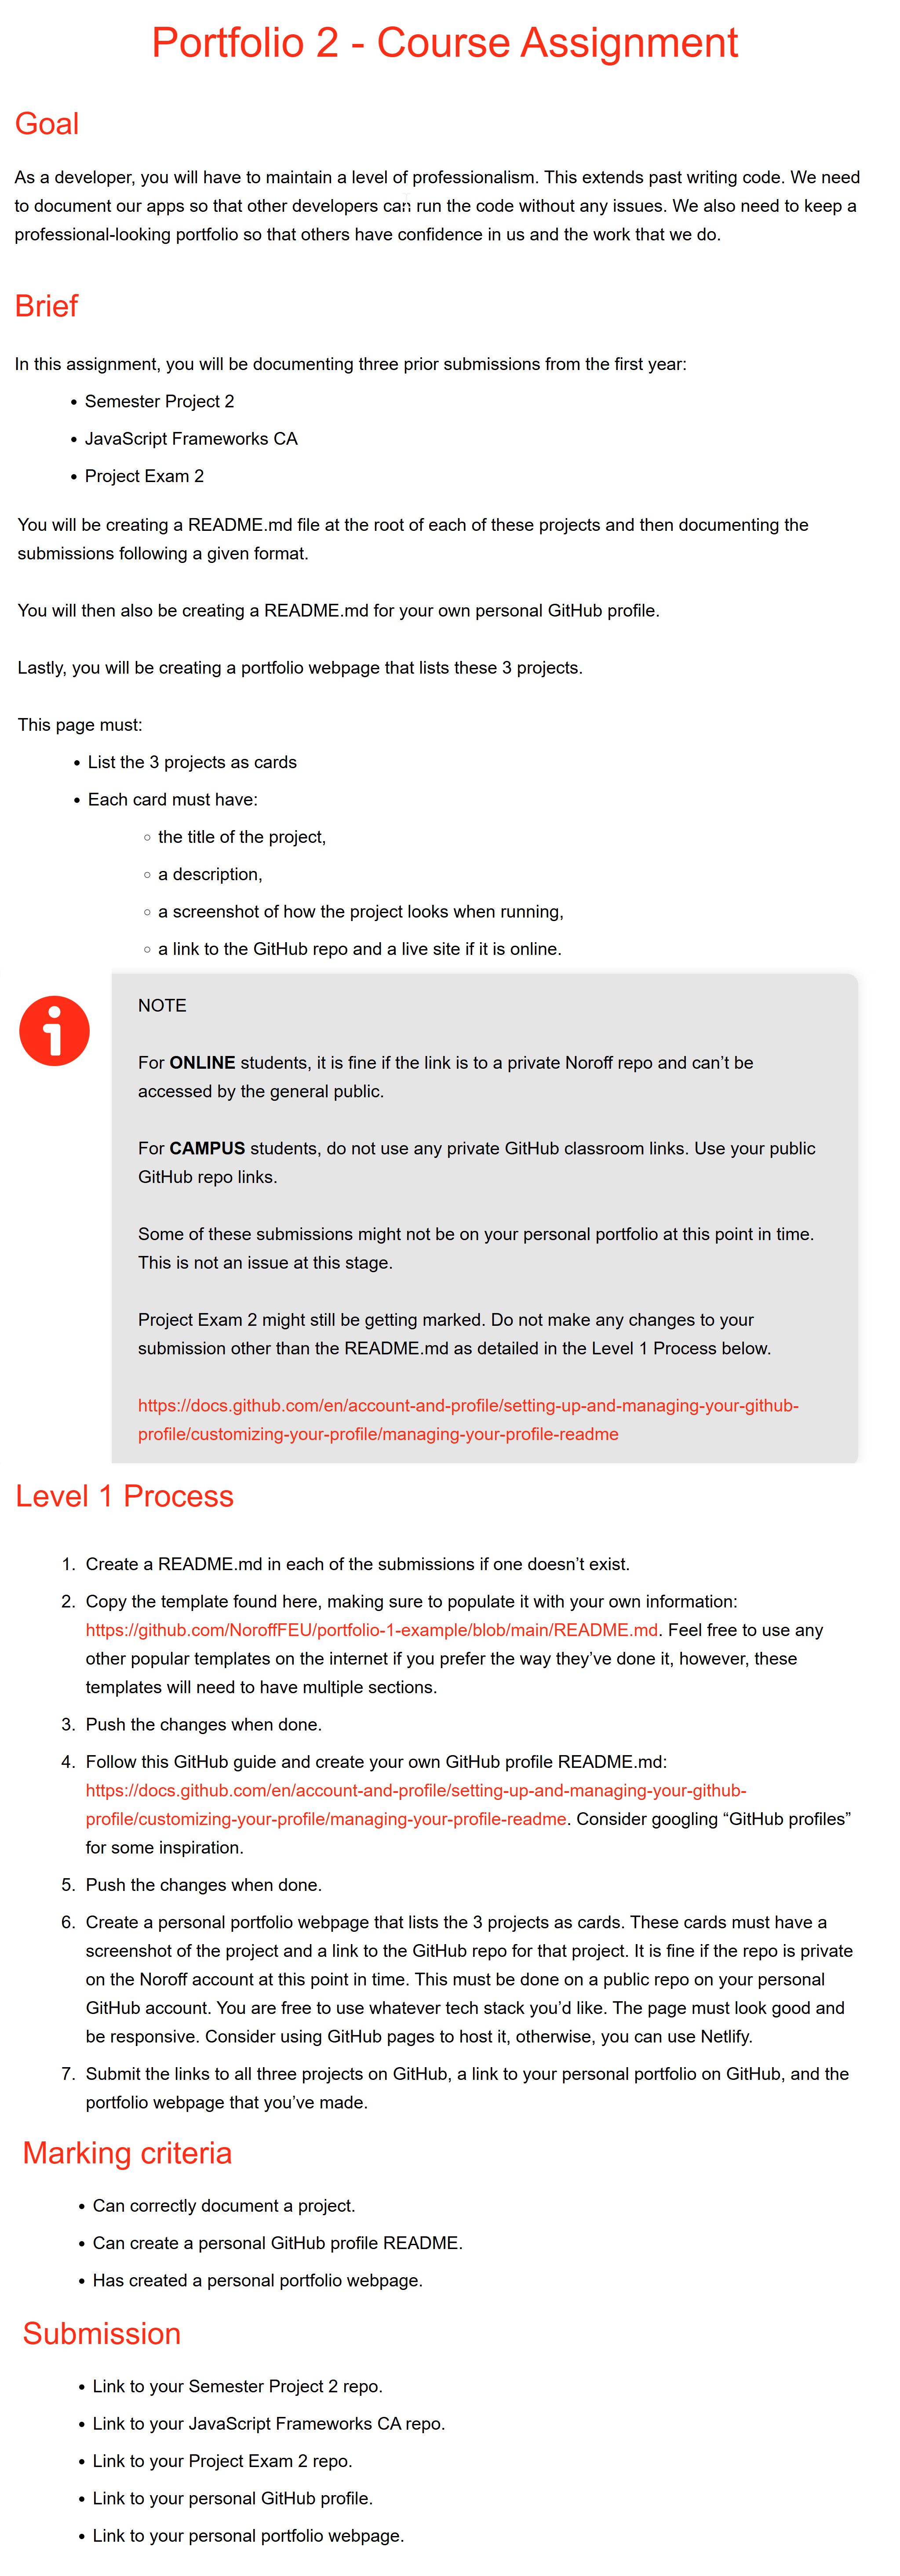 Portfolio 2 - Course Assignment
Goal
As a developer, you will have to maintain a level of professionalism. This extends past writing code. We need
to document our apps so that other developers can run the code without any issues. We also need to keep a
professional-looking portfolio so that others have confidence in us and the work that we do.
Brief
In this assignment, you will be documenting three prior submissions from the first year:
• Semester Project 2
• JavaScript Frameworks CA
• Project Exam 2
You will be creating a README.md file at the root of each of these projects and then documenting the
submissions following a given format.
You will then also be creating a README.md for your own personal GitHub profile.
Lastly, you will be creating a portfolio webpage that lists these 3 projects.
This page must:
• List the 3 projects as cards
• Each card must have:
◦ the title of the project,
◦ a description,
◦ a screenshot of how the project looks when running,
◦ a link to the GitHub repo and a live site if it is online.
NOTE
For ONLINE students, it is fine if the link is to a private Noroff repo and can’t be
accessed by the general public.
For CAMPUS students, do not use any private GitHub classroom links. Use your public
GitHub repo links.
Some of these submissions might not be on your personal portfolio at this point in time.
This is not an issue at this stage.
Project Exam 2 might still be getting marked. Do not make any changes to your
submission other than the README.md as detailed in the Level 1 Process below.
https://docs.github.com/en/account-and-profile/setting-up-and-managing-your-github-
profile/customizing-your-profile/managing-your-profile-readme
Level 1 Process
1. Create a README.md in each of the submissions if one doesn’t exist.
2. Copy the template found here, making sure to populate it with your own information:
https://github.com/NoroffFEU/portfolio-1-example/blob/main/README.md. Feel free to use any
other popular templates on the internet if you prefer the way they’ve done it, however, these
templates will need to have multiple sections.
3. Push the changes when done.
4. Follow this GitHub guide and create your own GitHub profile README.md:
https://docs.github.com/en/account-and-profile/setting-up-and-managing-your-github-
profile/customizing-your-profile/managing-your-profile-readme. Consider googling “GitHub profiles”
for some inspiration.
5. Push the changes when done.
6. Create a personal portfolio webpage that lists the 3 projects as cards. These cards must have a
screenshot of the project and a link to the GitHub repo for that project. It is fine if the repo is private
on the Noroff account at this point in time. This must be done on a public repo on your personal
GitHub account. You are free to use whatever tech stack you’d like. The page must look good and
be responsive. Consider using GitHub pages to host it, otherwise, you can use Netlify.
7. Submit the links to all three projects on GitHub, a link to your personal portfolio on GitHub, and the
portfolio webpage that you’ve made.
Marking criteria
• Can correctly document a project.
• Can create a personal GitHub profile README.
• Has created a personal portfolio webpage.
Submission
• Link to your Semester Project 2 repo.
• Link to your JavaScript Frameworks CA repo.
• Link to your Project Exam 2 repo.
• Link to your personal GitHub profile.
• Link to your personal portfolio webpage.